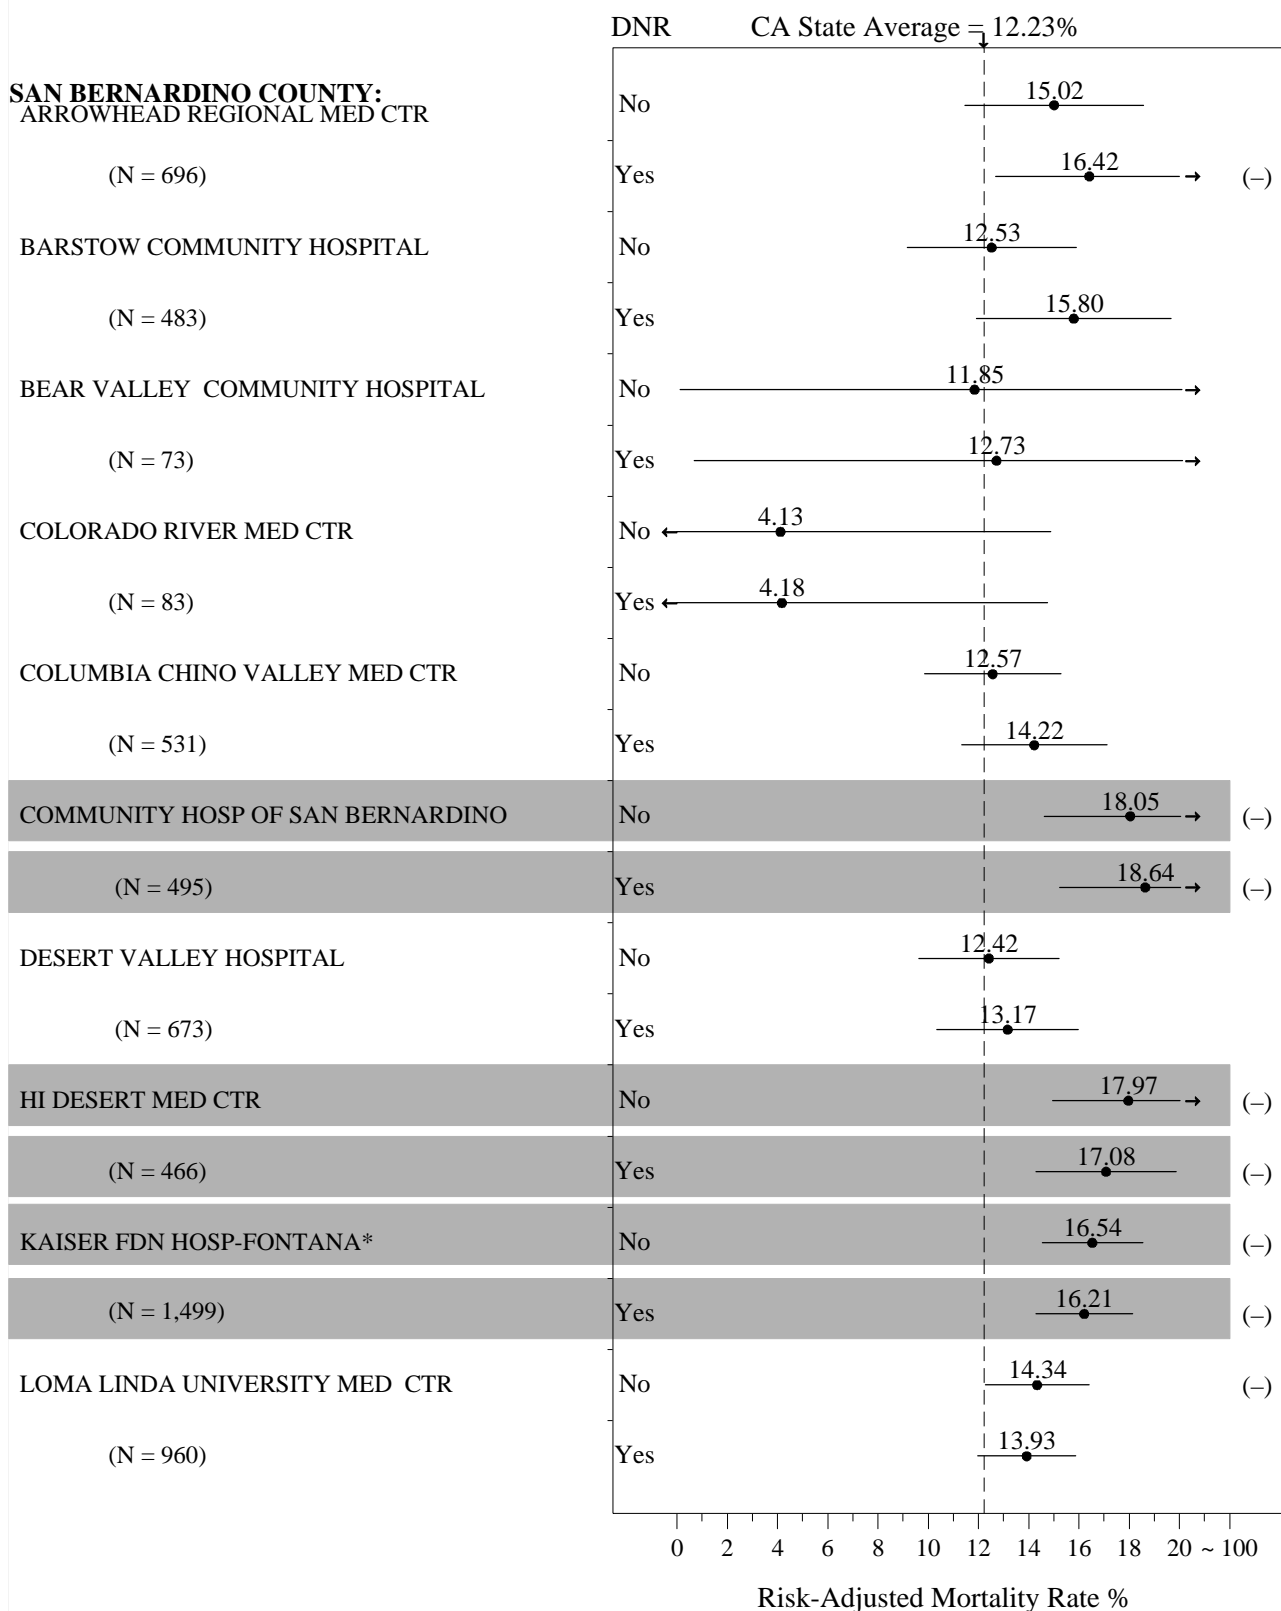 DNR CA State Average = 12.23%
SAN BERNARDINO COUNTY:
ARROWHEAD REGIONAL MED CTR No 15.02
(N = 696) Yes 16.42 (–)
BARSTOW COMMUNITY HOSPITAL No 12.53
(N = 483) Yes 15.80
BEAR VALLEY COMMUNITY HOSPITAL No 11.85
(N = 73) Yes 12.73
COLORADO RIVER MED CTR No 4.13
(N = 83) Yes 4.18
COLUMBIA CHINO VALLEY MED CTR No 12.57
(N = 531) Yes 14.22
COMMUNITY HOSP OF SAN BERNARDINO No 18.05 (–)
(N = 495) Yes 18.64 (–)
DESERT VALLEY HOSPITAL No 12.42
(N = 673) Yes 13.17
HI DESERT MED CTR No 17.97 (–)
(N = 466) Yes 17.08 (–)
KAISER FDN HOSP-FONTANA* No 16.54 (–)
(N = 1,499) Yes 16.21 (–)
LOMA LINDA UNIVERSITY MED CTR No 14.34 (–)
(N = 960) Yes 13.93
0 2 4 6 8 10 12 14 16 18 20 ~ 100
Risk-Adjusted Mortality Rate %